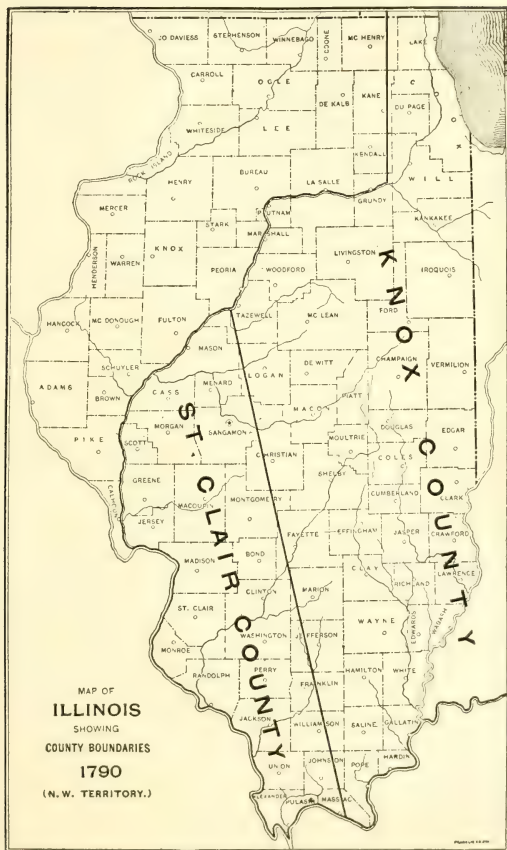 JO DAVIESS
STEPHENSON
WINNEBAGO
BOONE
MC HENRY
LAKE
CARROLL
OGLE
DE KALB
KANE
COOK
DU PAGE
WHITESIDE
LEE
KENDALL
WILL
ROCK ISLAND
HENRY
BUREAU
LA SALLE
GRUNDY
MERCER
PUTNAM
KANKAKEE
STARK
MARSHALL
HENDERSON
WARREN
KNOX
PEORIA
WOODFORD
LIVINGSTON
IROQUOIS
FORD
HANCOCK
MC DONOUGH
FULTON
TAZEWELL
MC LEAN
MASON
SCHUYLER
CHAMPAIGN
VERMILION
ADAMS
BROWN
CASS
MENARD
LOGAN
DE WITT
PIATT
MACON
PIKE
SCOTT
MORGAN
SANGAMON
CHRISTIAN
MOULTRIE
DOUGLAS
EDGAR
COLES
SHELBY
GREENE
CALHOUN
MACOUPIN
MONTGOMERY
CUMBERLAND
CLARK
JERSEY
FAYETTE
EFFINGHAM
JASPER
CRAWFORD
MADISON
BOND
CLAY
RICHLAND
LAWRENCE
CLINTON
MARION
ST. CLAIR
WAYNE
EDWARDS
WABASH
MONROE
WASHINGTON
JEFFERSON
RANDOLPH
PERRY
HAMILTON
WHITE
FRANKLIN
JACKSON
WILLIAMSON
SALINE
GALLATIN
UNION
JOHNSON
POPE
HARDIN
ALEXANDER
PULASKI
MASSAC
KNOX COUNTY
ST CLAIR COUNTY
MAP OF
ILLINOIS
SHOWING
COUNTY BOUNDARIES
1790
(N.W. TERRITORY.)